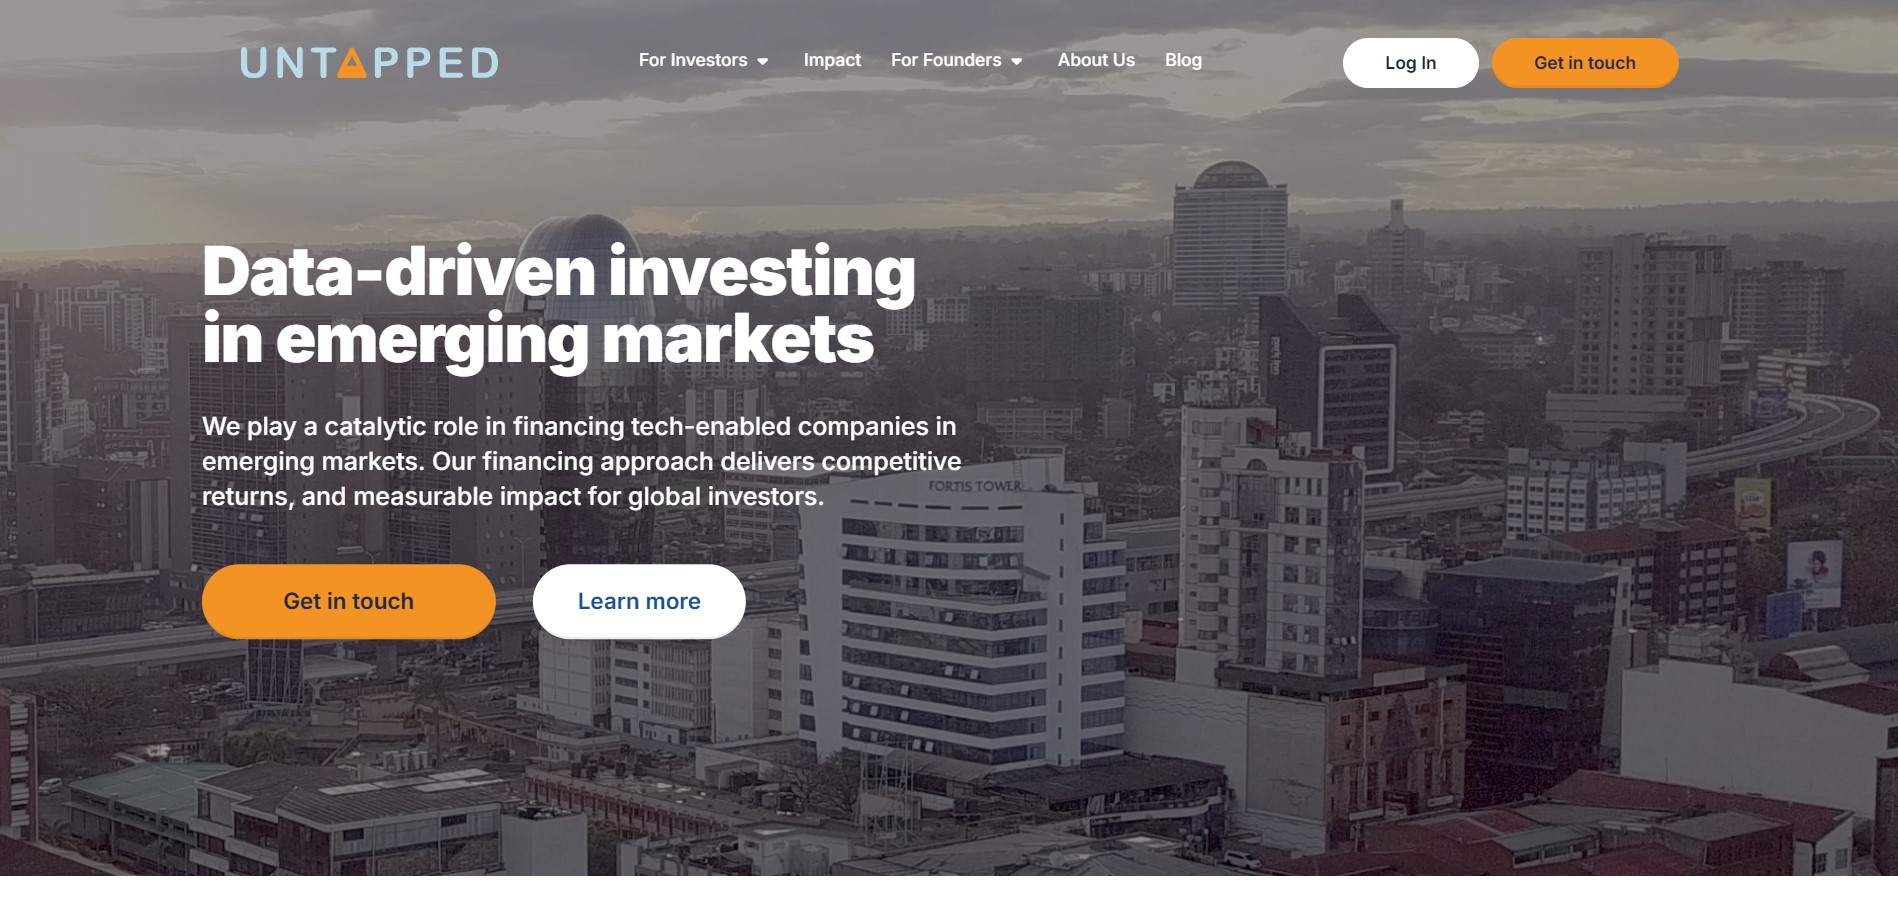 UNTAPPED
For Investors
Impact
For Founders
About Us
Blog
Log In
Get in touch
Data-driven investing
in emerging markets
We play a catalytic role in financing tech-enabled companies in
emerging markets. Our financing approach delivers competitive
returns, and measurable impact for global investors.
FORTIS TOWER
Get in touch
Learn more